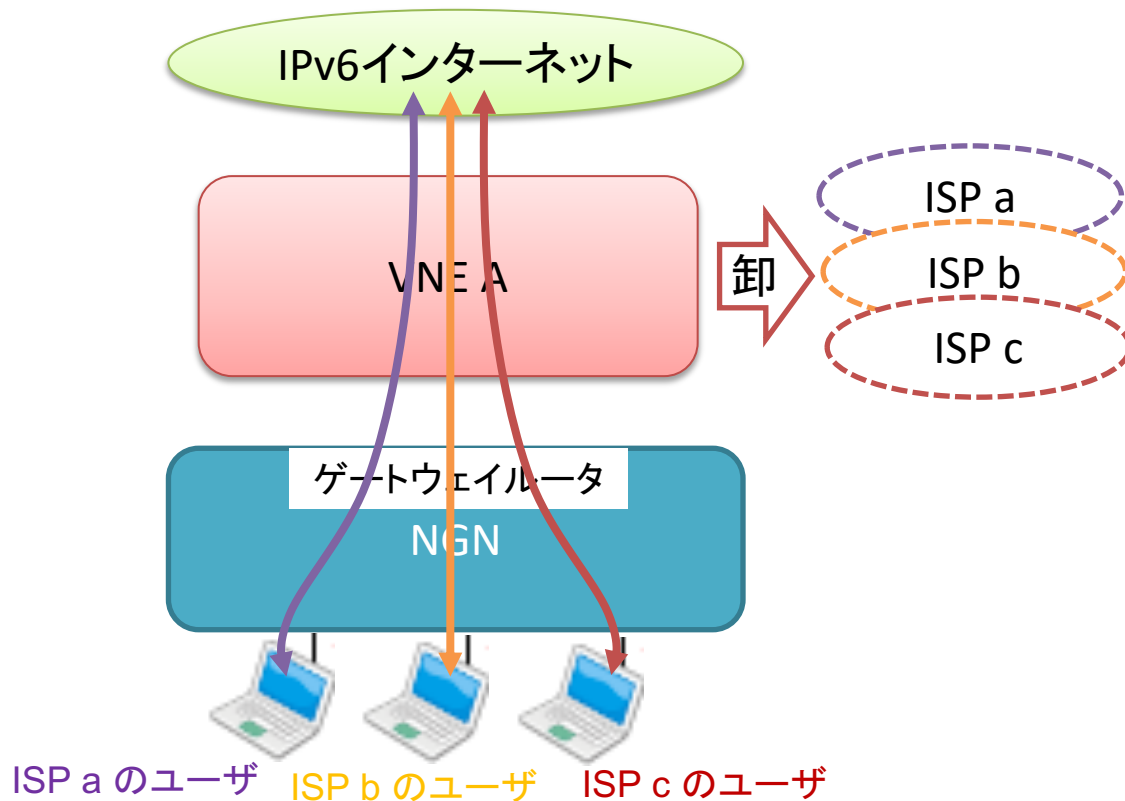 IPv6インターネット
VNE A
卸
ISP a
ISP b
ISP c
ゲートウェイルータ
NGN
ISP a のユーザ
ISP b のユーザ
ISP c のユーザ